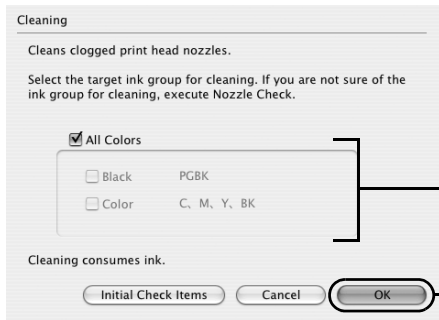 Cleaning
Cleans clogged print head nozzles.
Select the target ink group for cleaning. If you are not sure of the
ink group for cleaning, execute Nozzle Check.
All Colors
Black PGBK
Color C、M、Y、BK
Cleaning consumes ink.
Initial Check Items Cancel OK